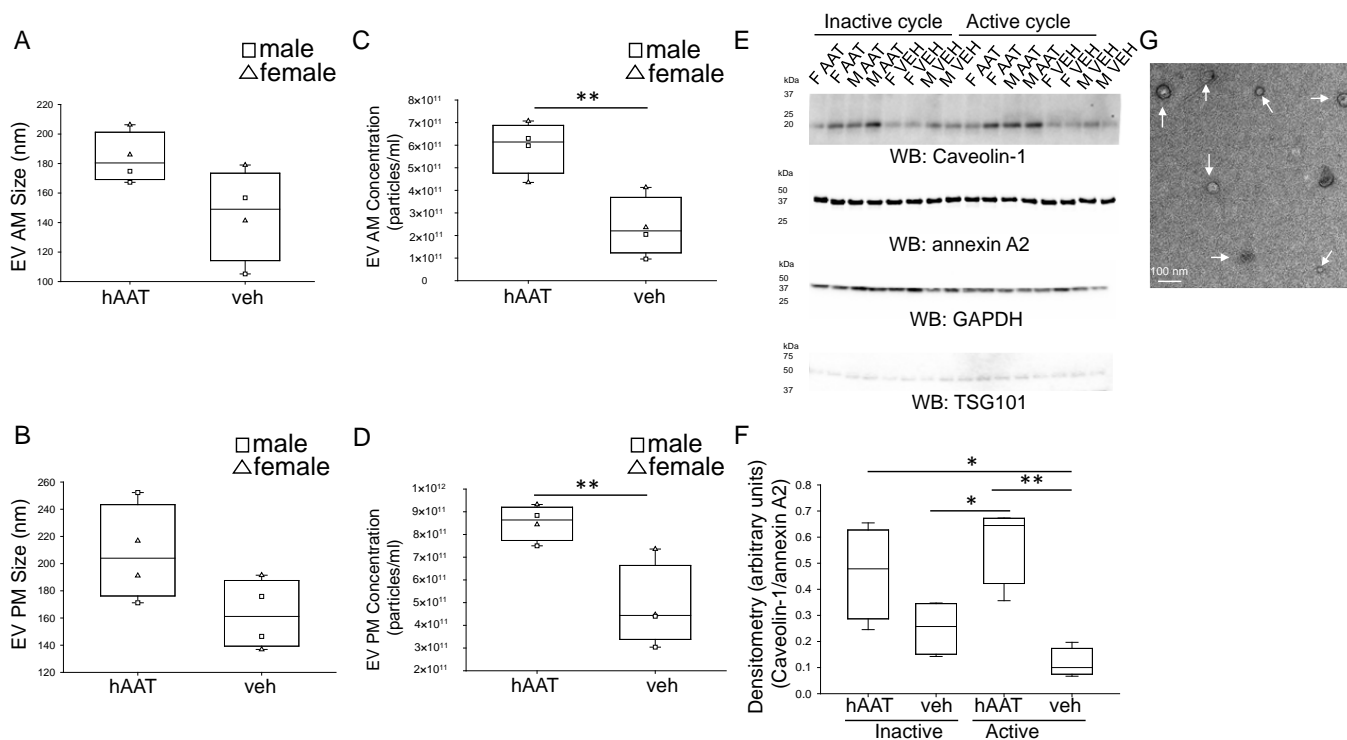 A
male
female
EV AM Size (nm)
220
200
180
160
140
120
100
hAAT veh
B
male
female
EV PM Size (nm)
260
240
220
200
180
160
140
120
hAAT veh
C
male
female
EV AM Concentration
(particles/ml)
8×10¹¹
7×10¹¹
6×10¹¹
5×10¹¹
4×10¹¹
3×10¹¹
2×10¹¹
1×10¹¹
0
**
hAAT veh
D
male
female
EV PM Concentration
(particles/ml)
1×10¹²
9×10¹¹
8×10¹¹
7×10¹¹
6×10¹¹
5×10¹¹
4×10¹¹
3×10¹¹
2×10¹¹
**
hAAT veh
E
Inactive cycle Active cycle
F AAT F AAT M AAT M AAT F VEH F VEH M VEH M VEH F AAT F AAT M AAT M AAT F VEH F VEH M VEH M VEH
kDa
37
25
20
WB: Caveolin-1
kDa
50
37
25
WB: annexin A2
kDa
50
37
25
WB: GAPDH
kDa
75
50
37
WB: TSG101
F
Densitometry (arbitrary units)
(Caveolin-1/annexin A2)
0.8
0.7
0.6
0.5
0.4
0.3
0.2
0.1
0.0
*
**
*
hAAT veh hAAT veh
Inactive Active
G
100 nm